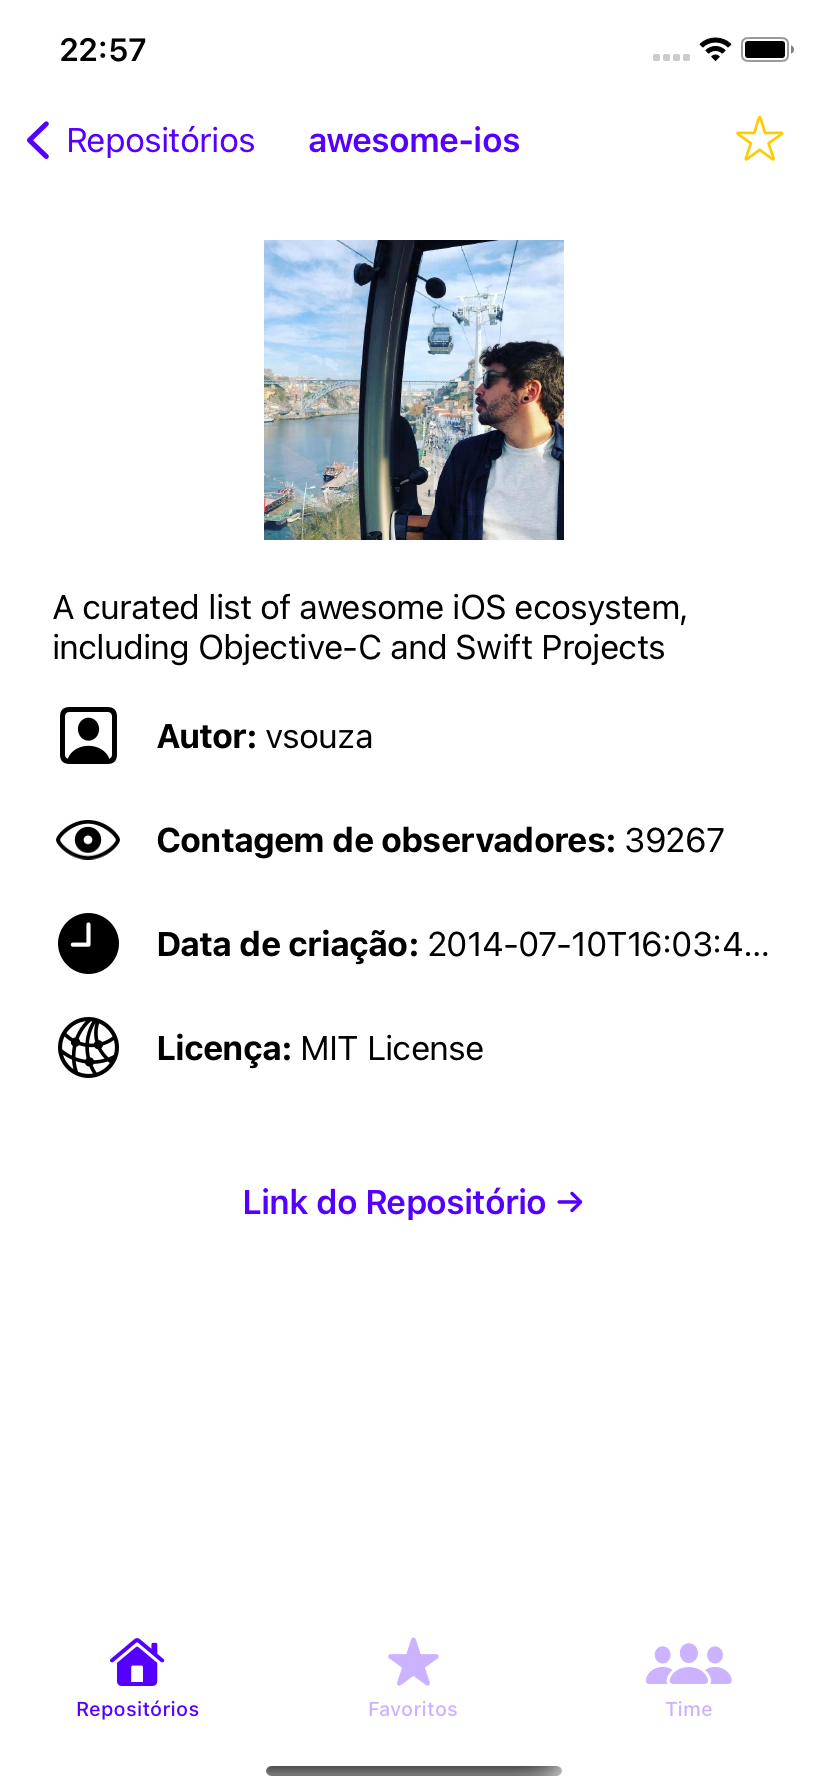 22:57
Repositórios awesome-ios
A curated list of awesome iOS ecosystem,
including Objective-C and Swift Projects
Autor: vsouza
Contagem de observadores: 39267
Data de criação: 2014-07-10T16:03:4...
Licença: MIT License
Link do Repositório →
Repositórios Favoritos Time